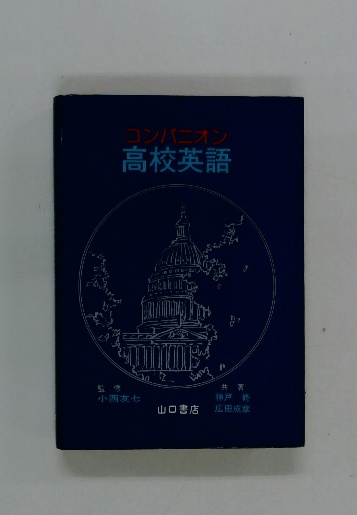 コンパニオン
高校英語
監修
小西友七
共著
神戸 修
広田成章
山口書店